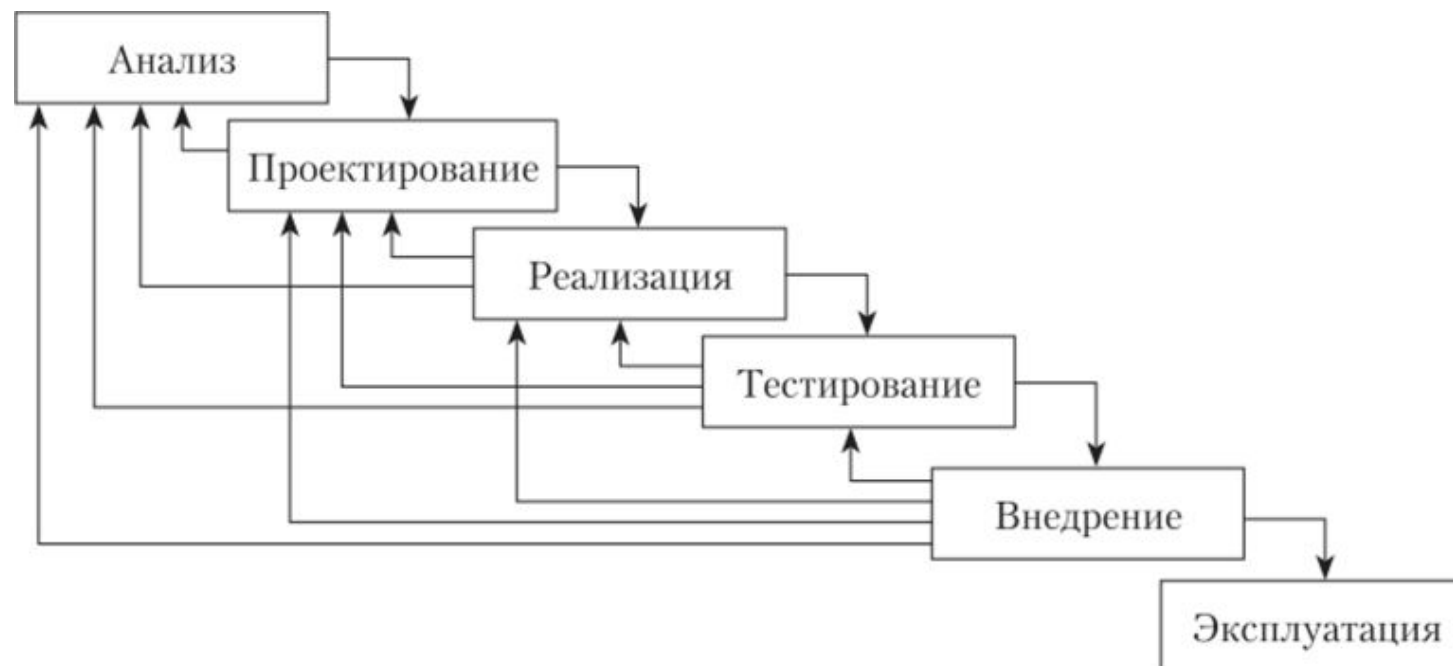 Анализ
Проектирование
Реализация
Тестирование
Внедрение
Эксплуатация